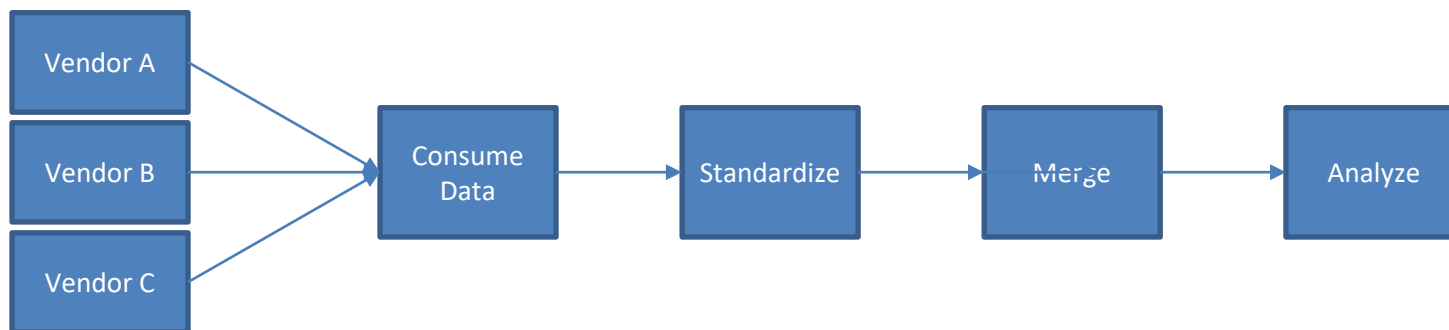 Vendor A
Vendor B
Vendor C
Consume
Data
Standardize
Merge
Analyze